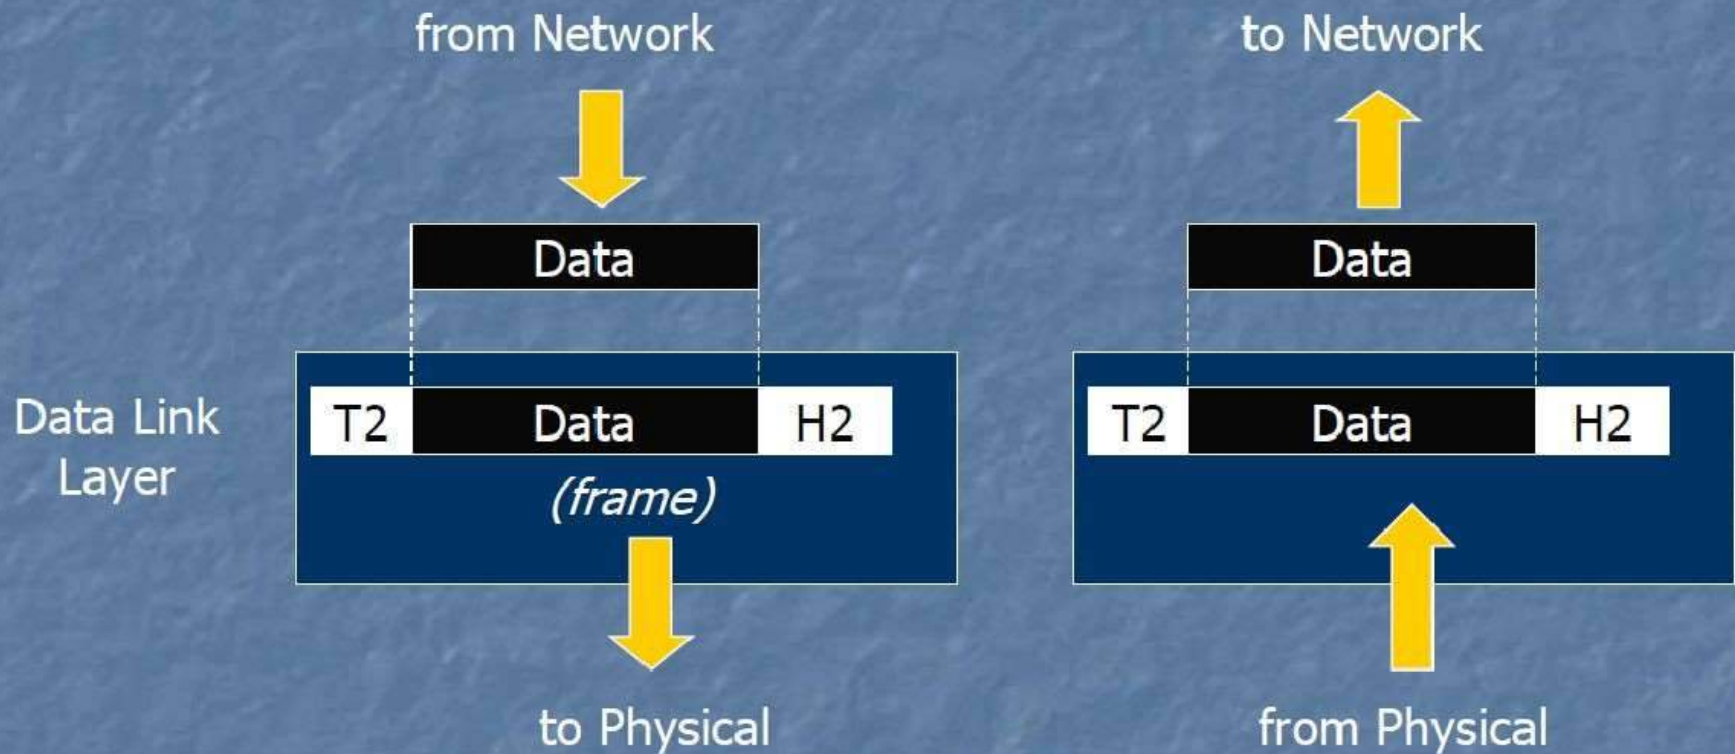 from Network
to Network
Data
Data
Data Link
Layer
T2 Data H2
(frame)
T2 Data H2
to Physical
from Physical